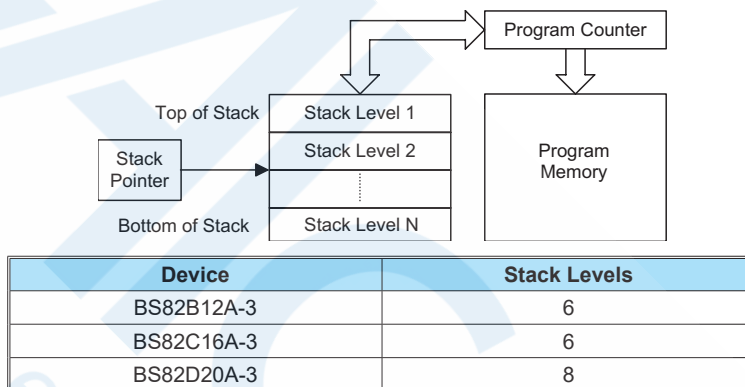 Program Counter
Top of Stack
Stack Level 1
Stack Level 2
Stack
Pointer
Program
Memory
Bottom of Stack
Stack Level N
Device Stack Levels
BS82B12A-3 6
BS82C16A-3 6
BS82D20A-3 8